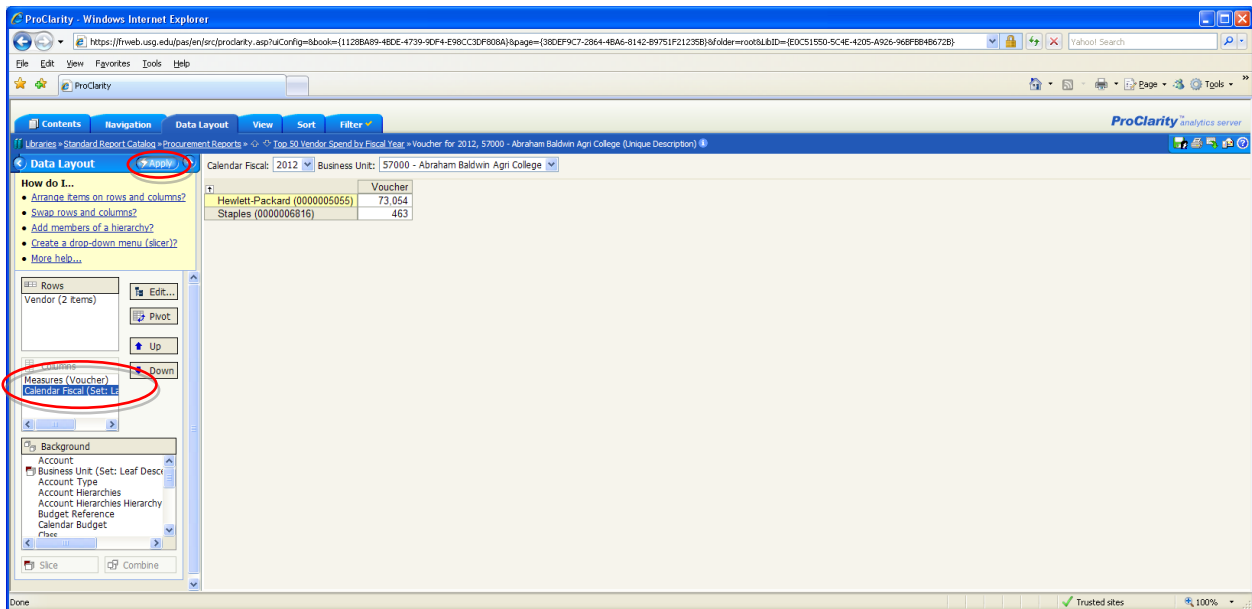 ProClarity - Windows Internet Explorer
https://frweb.usg.edu/pas/en/src/proclarity.asp?uiConfig=&book={1128BA89-4BDE-4739-9DF4-E98CC3DF808A}&page={38DEF9C7-2864-4BA6-8142-B9751F21235B}&folder=root&LibID={E0C51550-5C4E-4205-A926-96BFBB4B672B} Yahoo! Search
File Edit View Favorites Tools Help
ProClarity Page Tools
Contents Navigation Data Layout View Sort Filter ProClarity analytics server
Libraries » Standard Report Catalog » Procurement Reports » Top 50 Vendor Spend by Fiscal Year » Voucher for 2012, 57000 - Abraham Baldwin Agri College (Unique Description)
Data Layout Apply Calendar Fiscal: 2012 Business Unit: 57000 - Abraham Baldwin Agri College
How do I...
• Arrange items on rows and columns?
• Swap rows and columns?
• Add members of a hierarchy?
• Create a drop-down menu (slicer)?
• More help...
Voucher
Hewlett-Packard (0000005055) 73,054
Staples (0000006816) 463
Rows
Vendor (2 items)
Edit...
Pivot
Up
Down
Columns
Measures (Voucher)
Calendar Fiscal (Set: La
Background
Account
Business Unit (Set: Leaf Desce
Account Type
Account Hierarchies
Account Hierarchies Hierarchy
Budget Reference
Calendar Budget
Class
Slice Combine
Done Trusted sites 100%